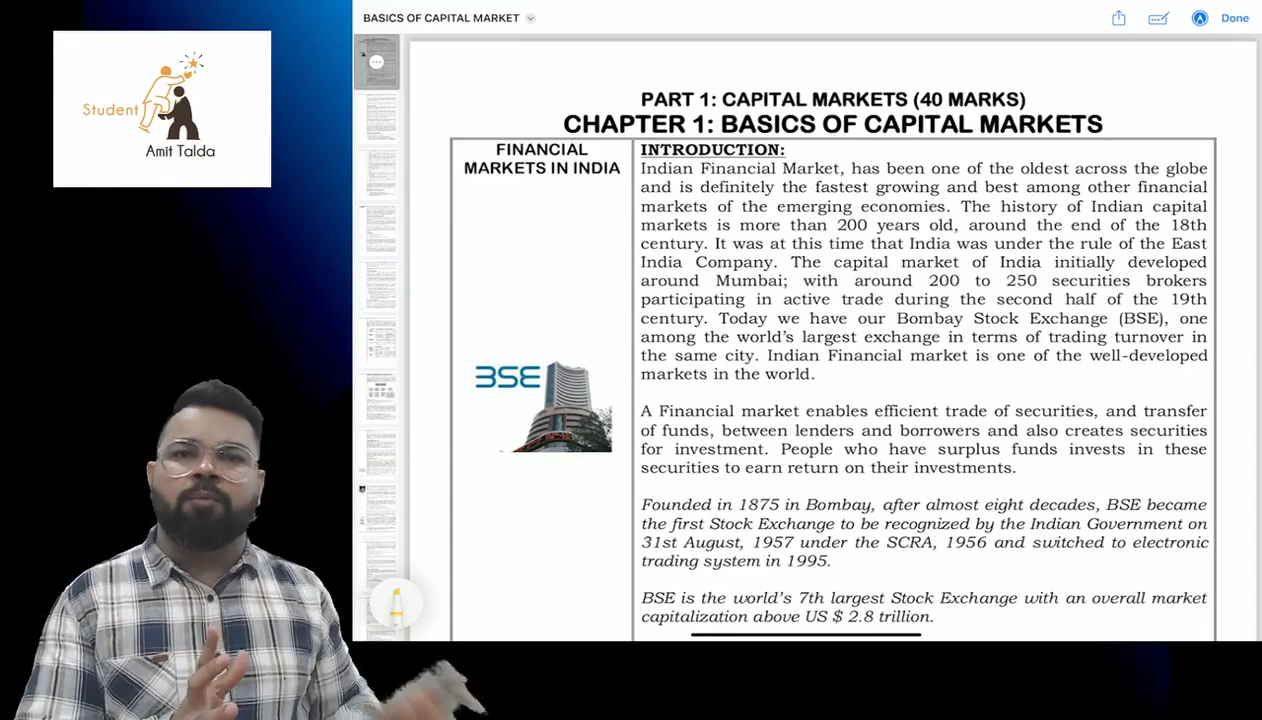 BASICS OF CAPITAL MARKET
Done
Student
Amit Talda
PART 1: CAPITAL MARKETS (40 MARKS)
CHAPTER 1: BASICS OF CAPITAL MARKETS
FINANCIAL
MARKETS IN INDIA
BSE
INTRODUCTION:
Indian Financial Market, has been one of the oldest across the globe
and is definitely the fastest growing and best among other financial
markets of the emerging economies. The history of Indian capital
markets is more than 200 years old, around the end of the 18th
century. It was at the time that India was under the rule of the East
India Company. The capital market of India initially developed
around Mumbai; with around 200 to 250 securities brokers
participating in active trade during the second half of the 19th
century. Today we have our Bombay Stock Exchange (BSE), one
among the world's largest exchange in terms of trading turnover in
the same city. Indian Financial market is one of the well-developed
markets in the world.
A Financial market enables efficient trade of securities, and transfer
of funds, between lenders and borrowers and also creates securities
for investment. People who have surplus funds invests in these
securities to earn return on their investments.
Founded in 1875 in Bombay, after almost eight decades, BSE became
the first Stock Exchange to be recognized by the Indian Government on
31st August, 1957 under the SCRA, 1956 and switched to electronic
trading system in 1995.
BSE is the world's 7th largest Stock Exchange with an overall market
capitalization above US $ 2.8 trillion.